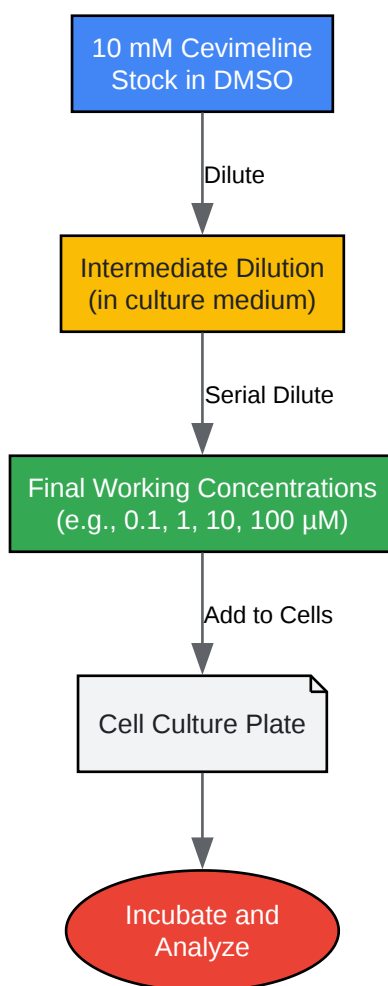 10 mM Cevimeline
Stock in DMSO
Dilute
Intermediate Dilution
(in culture medium)
Serial Dilute
Final Working Concentrations
(e.g., 0.1, 1, 10, 100 µM)
Add to Cells
Cell Culture Plate
Incubate and
Analyze